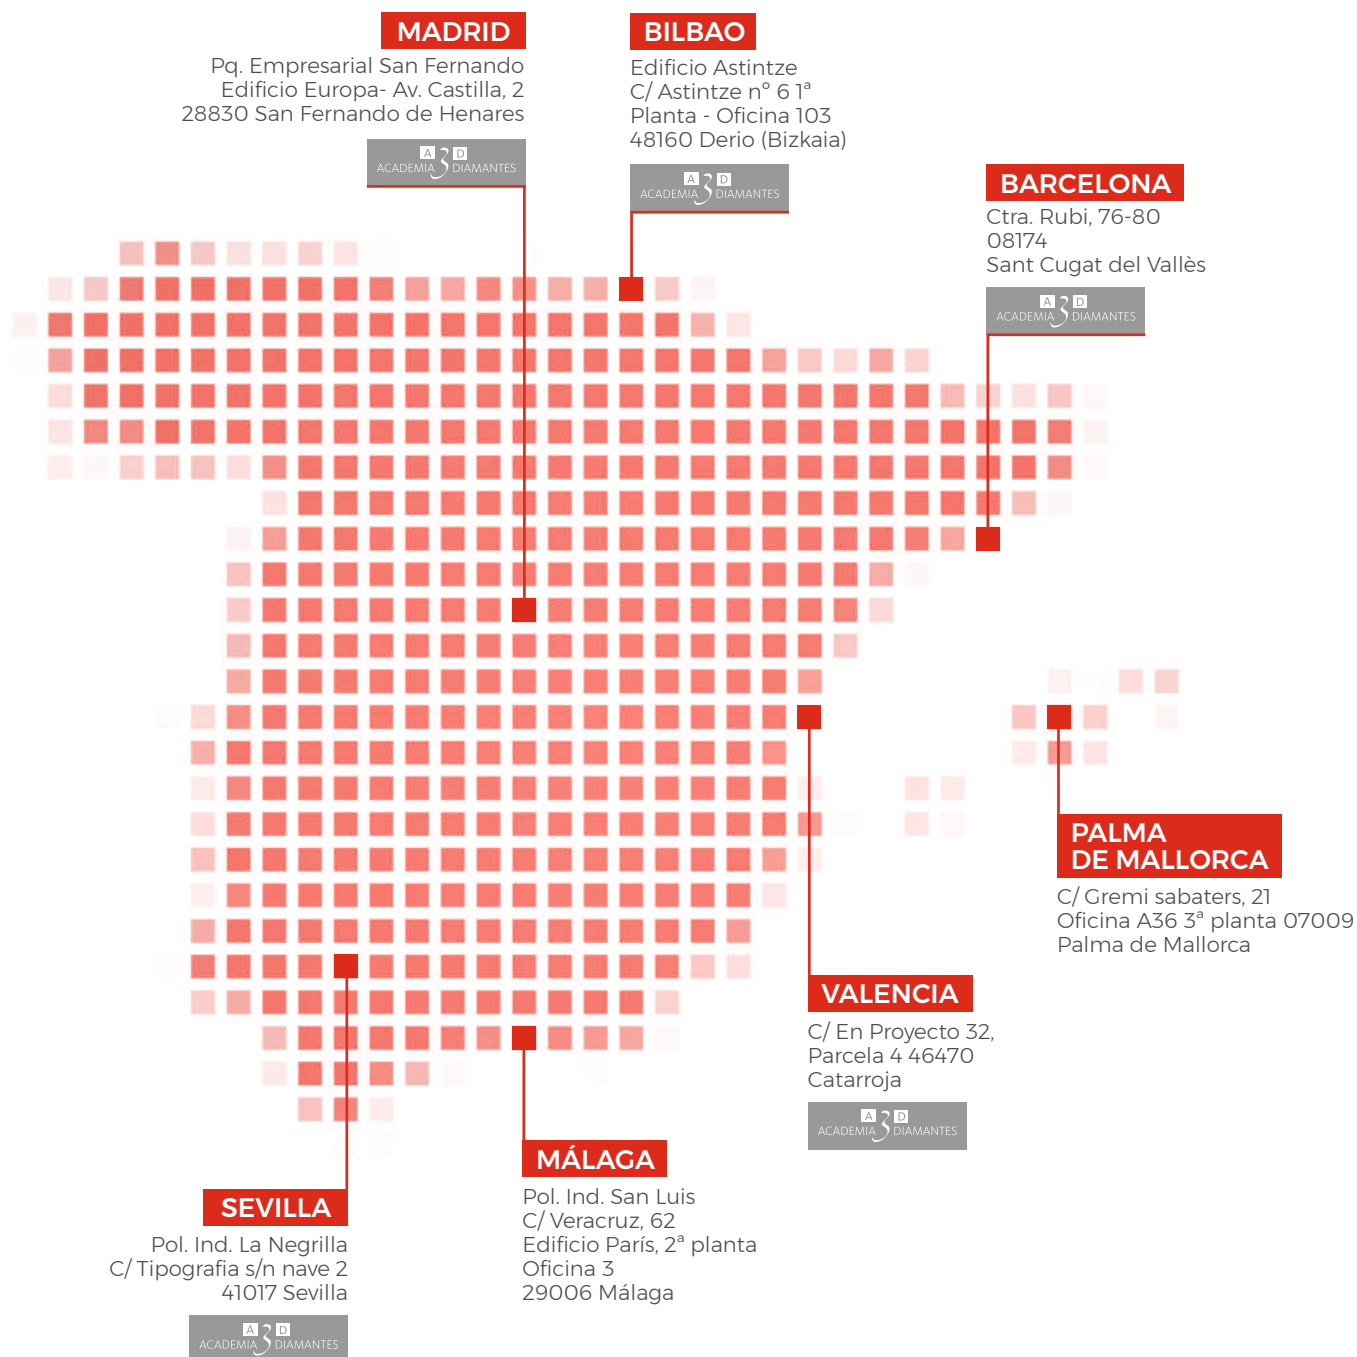 MADRID
Pq. Empresarial San Fernando
Edificio Europa- Av. Castilla, 2
28830 San Fernando de Henares
A D
ACADEMIA 3 DIAMANTES
BILBAO
Edificio Astintze
C/ Astintze nº 6 1ª
Planta - Oficina 103
48160 Derio (Bizkaia)
A D
ACADEMIA 3 DIAMANTES
BARCELONA
Ctra. Rubi, 76-80
08174
Sant Cugat del Vallès
A D
ACADEMIA 3 DIAMANTES
PALMA
DE MALLORCA
C/ Gremi sabaters, 21
Oficina A36 3ª planta 07009
Palma de Mallorca
VALENCIA
C/ En Proyecto 32,
Parcela 4 46470
Catarroja
A D
ACADEMIA 3 DIAMANTES
MÁLAGA
Pol. Ind. San Luis
C/ Veracruz, 62
Edificio París, 2ª planta
Oficina 3
29006 Málaga
SEVILLA
Pol. Ind. La Negrilla
C/ Tipografia s/n nave 2
41017 Sevilla
A D
ACADEMIA 3 DIAMANTES